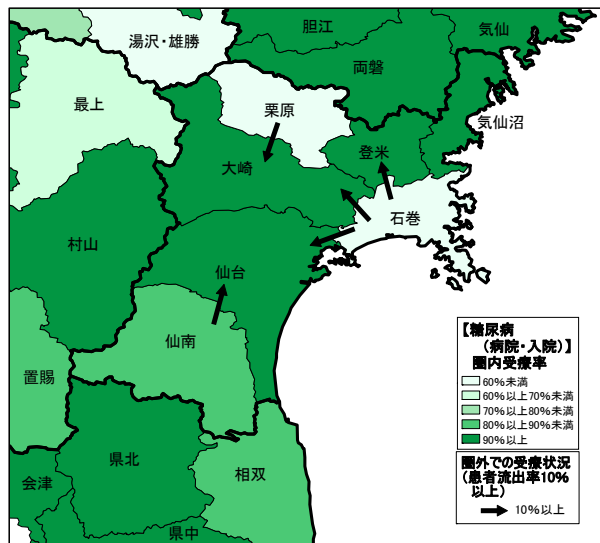 胆江
気仙
湯沢・雄勝
両磐
最上
栗原
気仙沼
登米
大崎
石巻
村山
仙台
仙南
置賜
県北
相双
会津
県中
【糖尿病
（病院・入院）】
圏内受療率
60％未満
60％以上70％未満
70％以上80％未満
80％以上90％未満
90％以上
圏外での受療状況
（患者流出率10％
以上）
10％以上